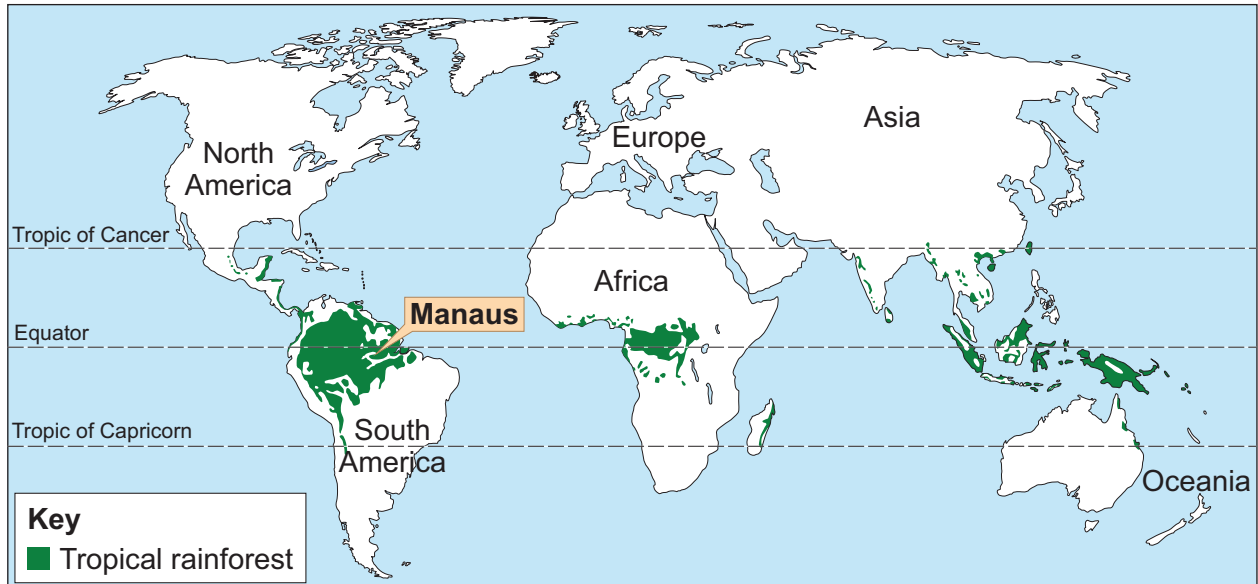 North
America
Europe
Asia
Tropic of Cancer
Africa
Manaus
Equator
Tropic of Capricorn
South
America
Oceania
Key
Tropical rainforest